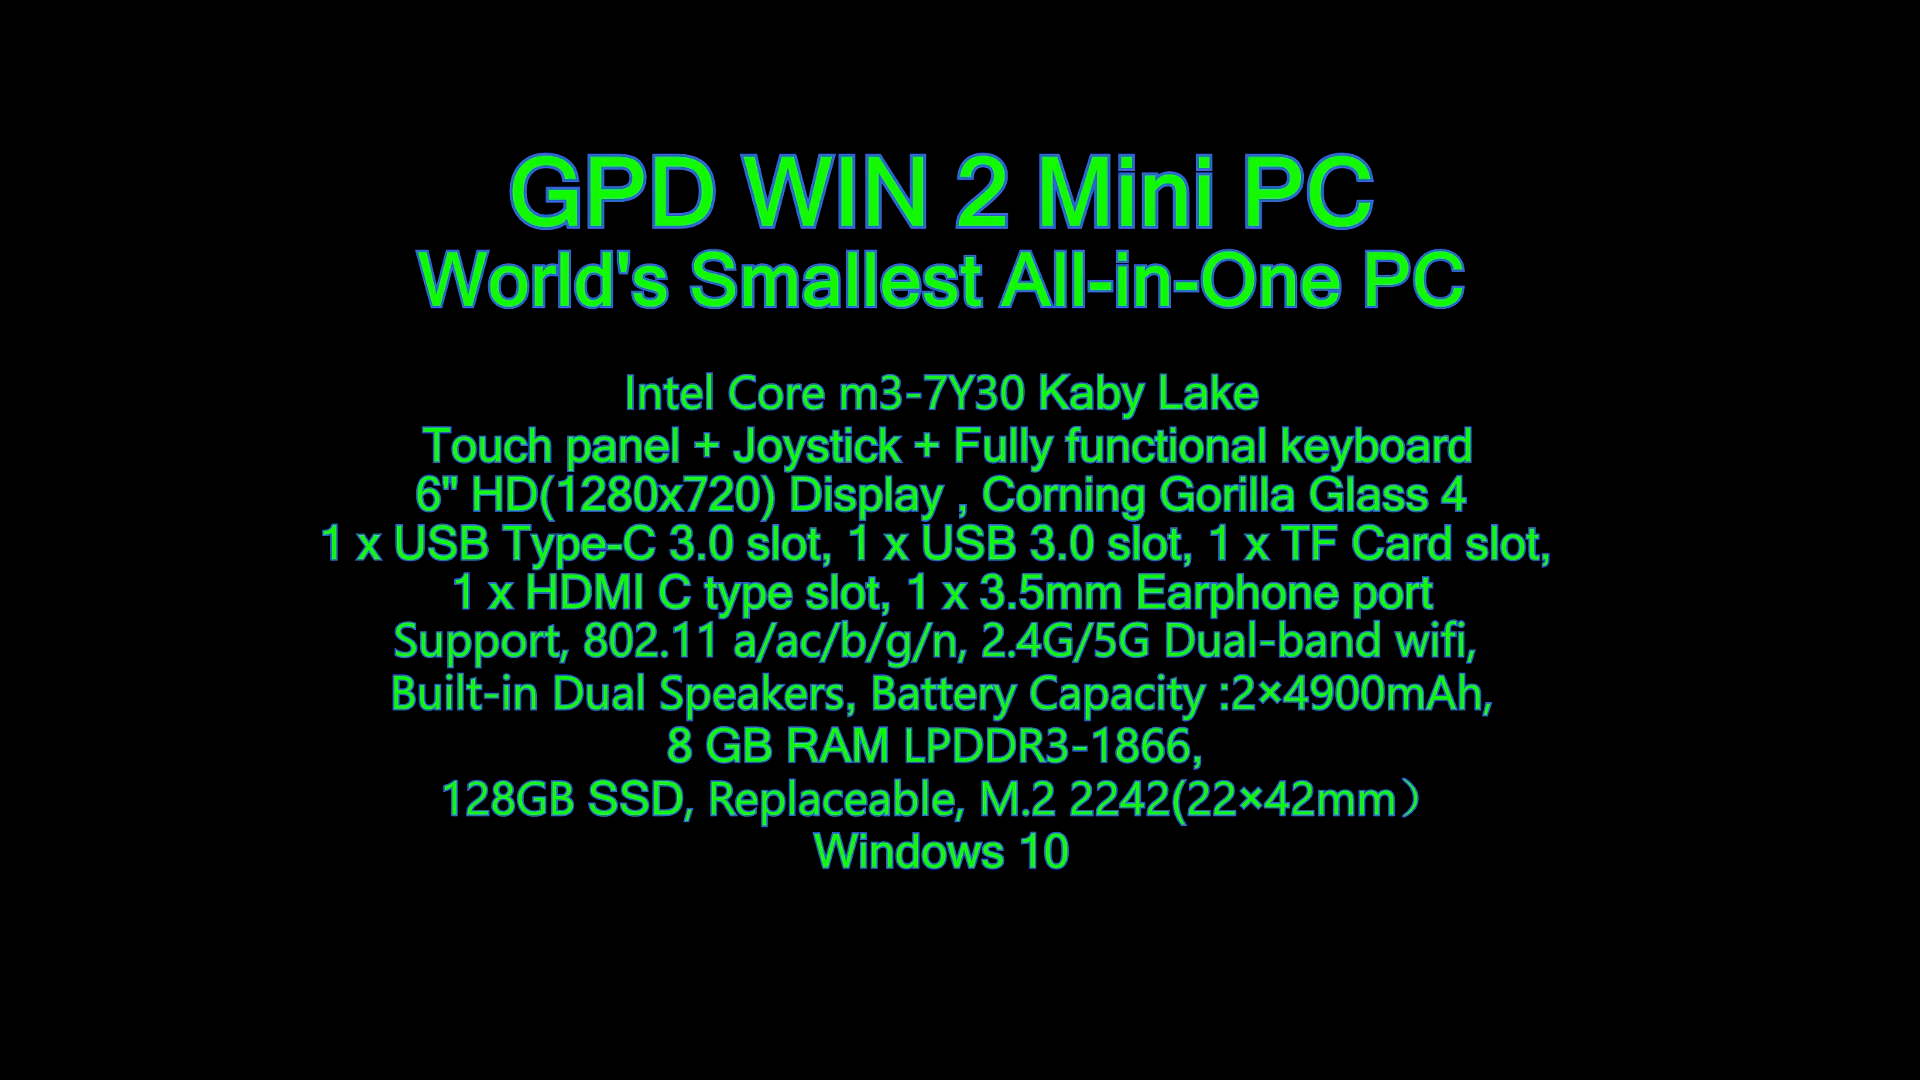 GPD WIN 2 Mini PC
World's Smallest All-in-One PC
Intel Core m3-7Y30 Kaby Lake
Touch panel + Joystick + Fully functional keyboard
6" HD(1280x720) Display , Corning Gorilla Glass 4
1 x USB Type-C 3.0 slot, 1 x USB 3.0 slot, 1 x TF Card slot,
1 x HDMI C type slot, 1 x 3.5mm Earphone port
Support, 802.11 a/ac/b/g/n, 2.4G/5G Dual-band wifi,
Built-in Dual Speakers, Battery Capacity :2×4900mAh,
8 GB RAM LPDDR3-1866,
128GB SSD, Replaceable, M.2 2242(22×42mm）
Windows 10